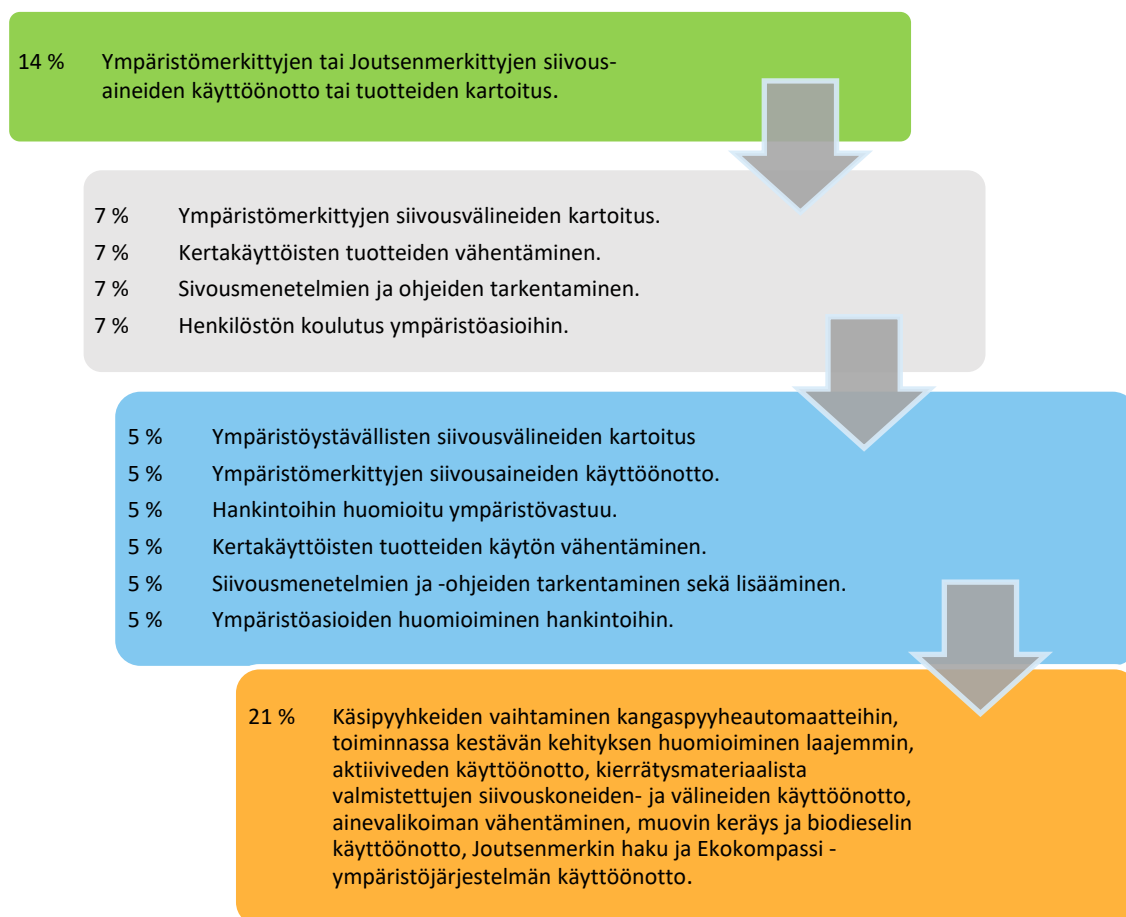 14 % Ympäristömerkittyjen tai Joutsenmerkittyjen siivous-
aineiden käyttöönotto tai tuotteiden kartoitus.
7 % Ympäristömerkittyjen siivousvälineiden kartoitus.
7 % Kertakäyttöisten tuotteiden vähentäminen.
7 % Sivousmenetelmien ja ohjeiden tarkentaminen.
7 % Henkilöstön koulutus ympäristöasioihin.
5 % Ympäristöystävällisten siivousvälineiden kartoitus
5 % Ympäristömerkittyjen siivousaineiden käyttöönotto.
5 % Hankintoihin huomioitu ympäristövastuu.
5 % Kertakäyttöisten tuotteiden käytön vähentäminen.
5 % Siivousmenetelmien ja -ohjeiden tarkentaminen sekä lisääminen.
5 % Ympäristöasioiden huomioiminen hankintoihin.
21 % Käsipyyhkeiden vaihtaminen kangaspyyheautomaatteihin,
toiminnassa kestävän kehityksen huomioiminen laajemmin,
aktiiviveden käyttöönotto, kierrätysmateriaalista
valmistettujen siivouskoneiden- ja välineiden käyttöönotto,
ainevalikoiman vähentäminen, muovin keräys ja biodieselin
käyttöönotto, Joutsenmerkin haku ja Ekokompassi -
ympäristöjärjestelmän käyttöönotto.